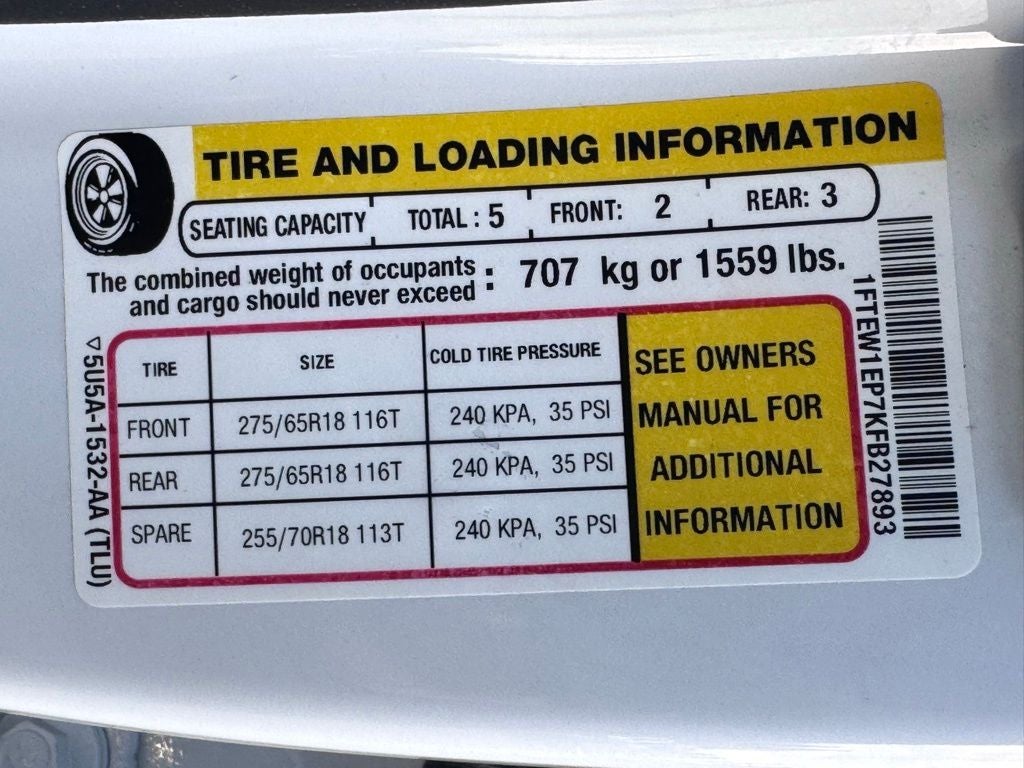 TIRE AND LOADING INFORMATION
SEATING CAPACITY TOTAL : 5 FRONT: 2 REAR: 3
The combined weight of occupants
and cargo should never exceed : 707 kg or 1559 lbs.
TIRE SIZE COLD TIRE PRESSURE
FRONT 275/65R18 116T 240 KPA, 35 PSI
REAR 275/65R18 116T 240 KPA, 35 PSI
SPARE 255/70R18 113T 240 KPA, 35 PSI
SEE OWNERS
MANUAL FOR
ADDITIONAL
INFORMATION
▽5U5A-1532-AA (TLU)
1FTEW1EP7KFB27893